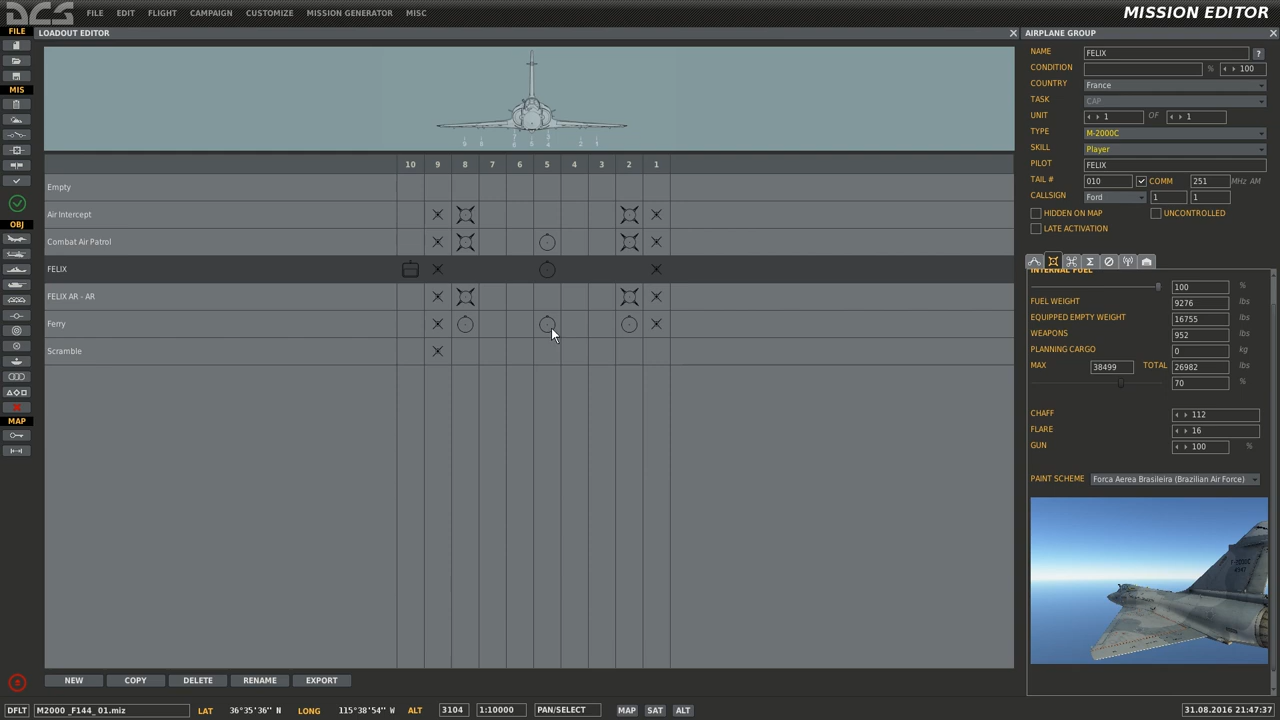 DCS FILE EDIT FLIGHT CAMPAIGN CUSTOMIZE MISSION GENERATOR MISC MISSION EDITOR
FILE
MIS
OBJ
MAP
LOADOUT EDITOR
10 9 8 7 6 5 4 3 2 1
Empty
Air Intercept
Combat Air Patrol
FELIX
FELIX AR - AR
Ferry
Scramble
NEW COPY DELETE RENAME EXPORT
AIRPLANE GROUP
NAME FELIX ?
CONDITION % 100
COUNTRY France
TASK CAP
UNIT 1 OF 1
TYPE M-2000C
SKILL Player
PILOT FELIX
TAIL # 010 COMM 251 MHz AM
CALLSIGN Ford 1 1
HIDDEN ON MAP UNCONTROLLED
LATE ACTIVATION
INTERNAL FUEL
100 %
FUEL WEIGHT 9276 lbs
EQUIPPED EMPTY WEIGHT 16755 lbs
WEAPONS 952 lbs
PLANNING CARGO 0 kg
MAX 38499 TOTAL 26982 lbs
70 %
CHAFF 112
FLARE 16
GUN 100 %
PAINT SCHEME Forca Aerea Brasileira (Brazilian Air Force)
DFLT M2000 _F144_ 01.miz LAT 36°35'36" N LONG 115°38'54" W ALT 3104 1:10000 PAN/SELECT MAP SAT ALT 31.08.2016 21:47:37